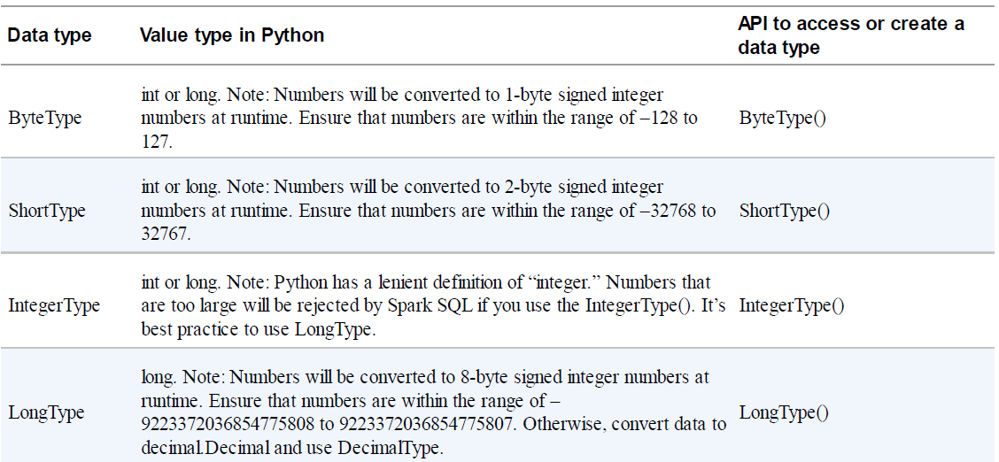 Data type
Value type in Python
API to access or create a
data type
ByteType
int or long. Note: Numbers will be converted to 1-byte signed integer
numbers at runtime. Ensure that numbers are within the range of –128 to
127.
ByteType()
ShortType
int or long. Note: Numbers will be converted to 2-byte signed integer
numbers at runtime. Ensure that numbers are within the range of –32768 to
32767.
ShortType()
IntegerType
int or long. Note: Python has a lenient definition of “integer.” Numbers that
are too large will be rejected by Spark SQL if you use the IntegerType(). It’s
best practice to use LongType.
IntegerType()
LongType
long. Note: Numbers will be converted to 8-byte signed integer numbers at
runtime. Ensure that numbers are within the range of –
9223372036854775808 to 9223372036854775807. Otherwise, convert data to
decimal.Decimal and use DecimalType.
LongType()